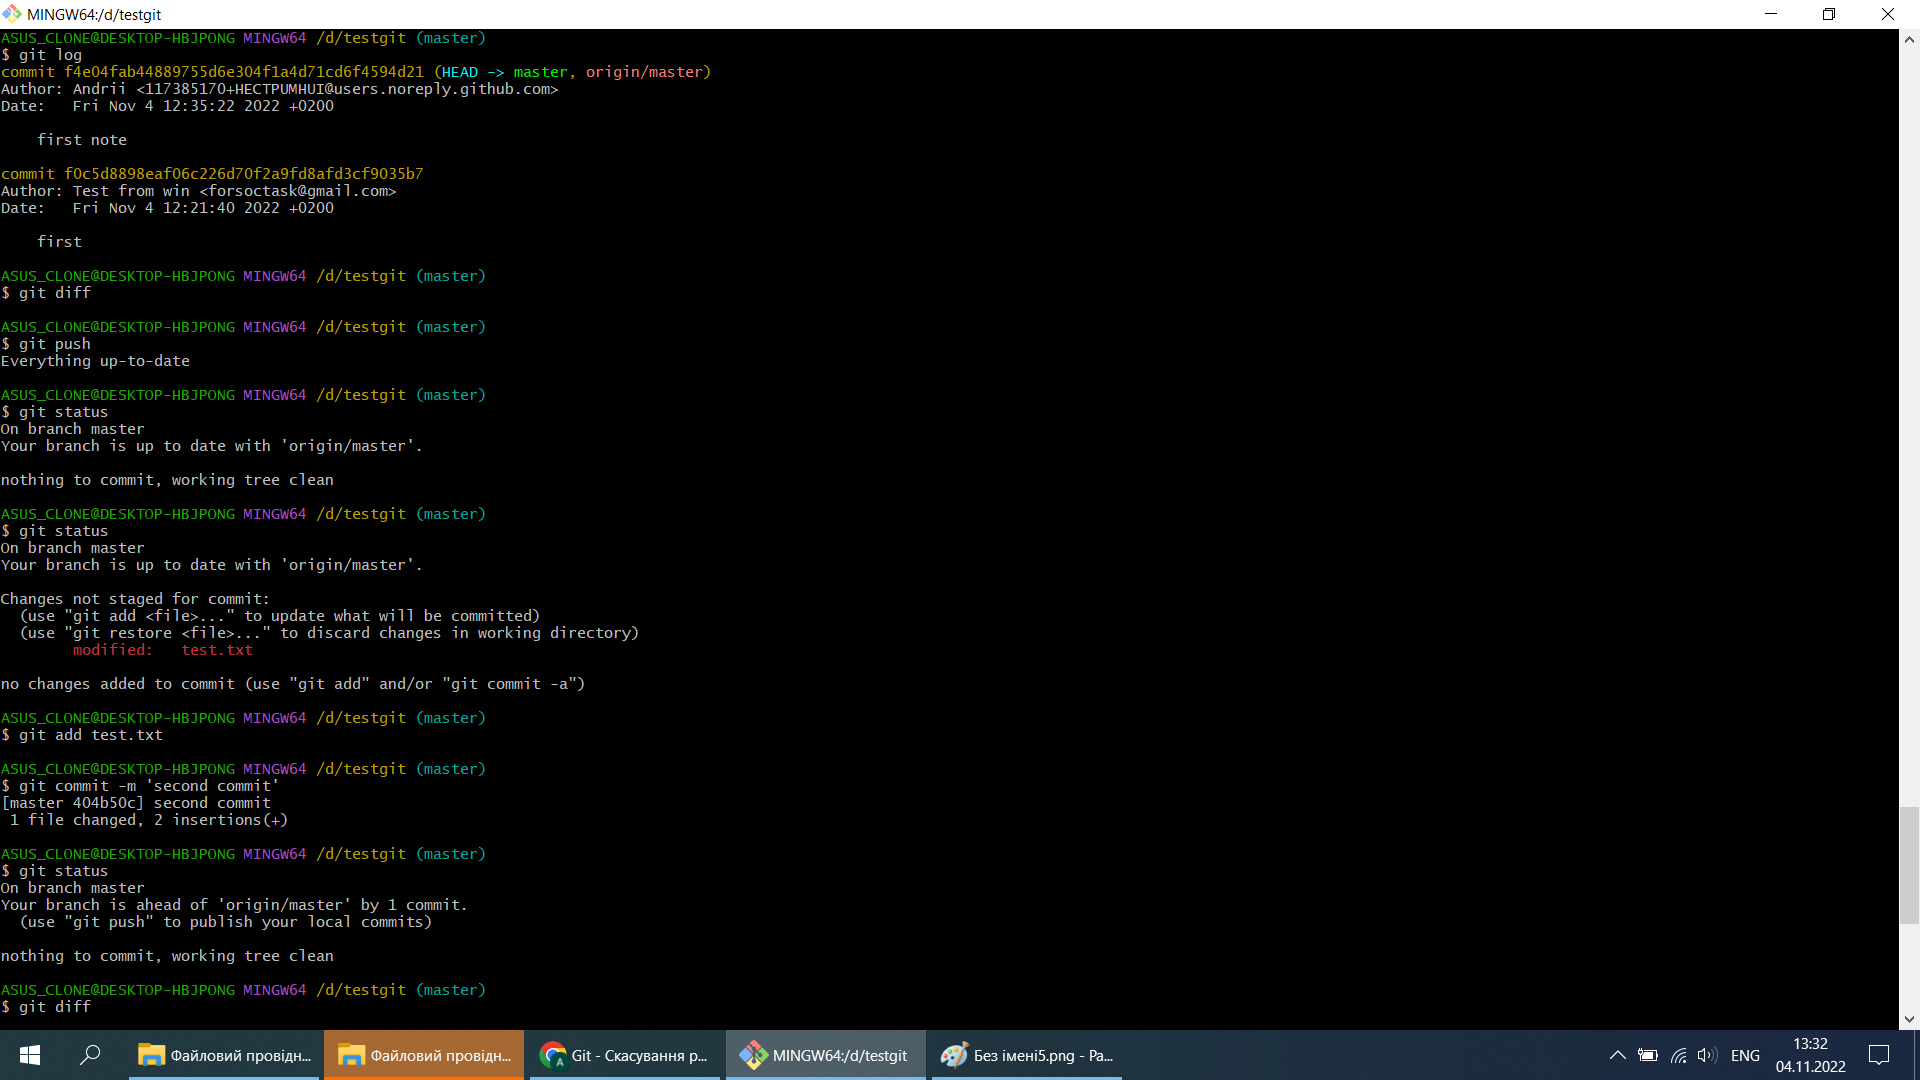 MINGW64:/d/testgit
ASUS_CLONE@DESKTOP-HBJPONG MINGW64 /d/testgit (master)
$ git log
commit f4e04fab44889755d6e304f1a4d71cd6f4594d21 (HEAD -> master, origin/master)
Author: Andrii <117385170+HECTPUMHUI@users.noreply.github.com>
Date:   Fri Nov 4 12:35:22 2022 +0200
    first note
commit f0c5d8898eaf06c226d70f2a9fd8afd3cf9035b7
Author: Test from win <forsoctask@gmail.com>
Date:   Fri Nov 4 12:21:40 2022 +0200
    first
ASUS_CLONE@DESKTOP-HBJPONG MINGW64 /d/testgit (master)
$ git diff
ASUS_CLONE@DESKTOP-HBJPONG MINGW64 /d/testgit (master)
$ git push
Everything up-to-date
ASUS_CLONE@DESKTOP-HBJPONG MINGW64 /d/testgit (master)
$ git status
On branch master
Your branch is up to date with 'origin/master'.
nothing to commit, working tree clean
ASUS_CLONE@DESKTOP-HBJPONG MINGW64 /d/testgit (master)
$ git status
On branch master
Your branch is up to date with 'origin/master'.
Changes not staged for commit:
  (use "git add <file>..." to update what will be committed)
  (use "git restore <file>..." to discard changes in working directory)
        modified:   test.txt
no changes added to commit (use "git add" and/or "git commit -a")
ASUS_CLONE@DESKTOP-HBJPONG MINGW64 /d/testgit (master)
$ git add test.txt
ASUS_CLONE@DESKTOP-HBJPONG MINGW64 /d/testgit (master)
$ git commit -m 'second commit'
[master 404b50c] second commit
 1 file changed, 2 insertions(+)
ASUS_CLONE@DESKTOP-HBJPONG MINGW64 /d/testgit (master)
$ git status
On branch master
Your branch is ahead of 'origin/master' by 1 commit.
  (use "git push" to publish your local commits)
nothing to commit, working tree clean
ASUS_CLONE@DESKTOP-HBJPONG MINGW64 /d/testgit (master)
$ git diff
Файловий провідн...
Файловий провідн...
A
Git - Скасування р...
MINGW64:/d/testgit
Без імені5.png - Pa...
ENG
13:32
04.11.2022